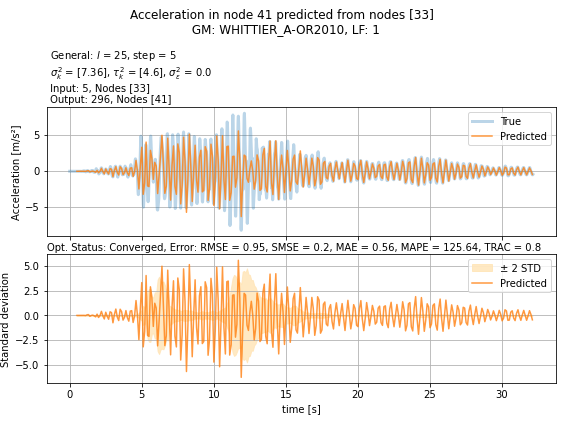 Acceleration in node 41 predicted from nodes [33]
GM: WHITTIER_A-OR2010, LF: 1
General: l = 25, step = 5
σ²ₖ = [7.36], τ²ₖ = [4.6], σ²ε = 0.0
Input: 5, Nodes [33]
Output: 296, Nodes [41]
Acceleration [m/s²]
5
0
−5
True
Predicted
Opt. Status: Converged, Error: RMSE = 0.95, SMSE = 0.2, MAE = 0.56, MAPE = 125.64, TRAC = 0.8
Standard deviation
5.0
2.5
0.0
−2.5
−5.0
± 2 STD
Predicted
0 5 10 15 20 25 30
time [s]